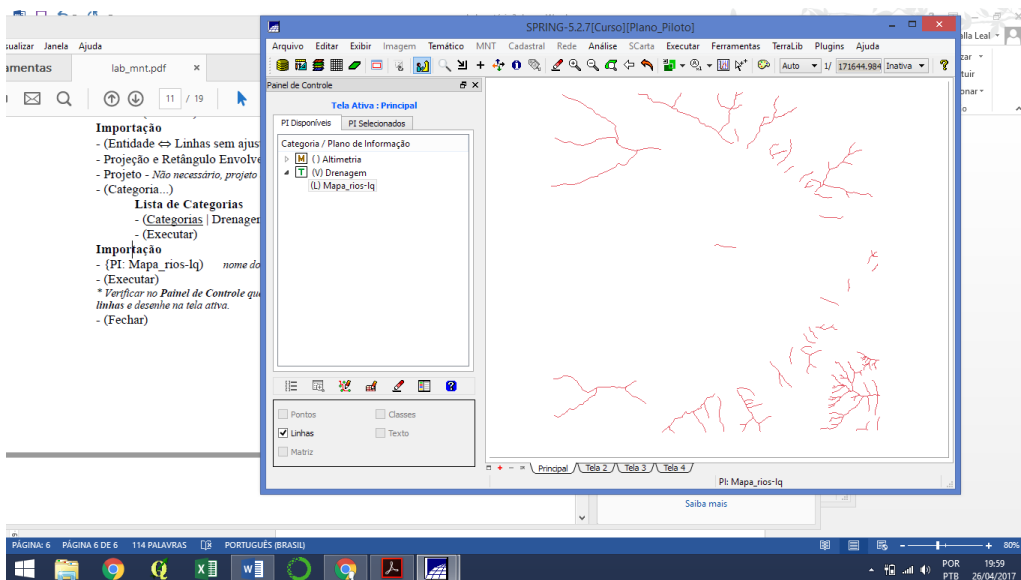 SPRING-5.2.7[Curso][Plano_Piloto]
sualizar Janela Ajuda
Arquivo Editar Exibir Imagem Temático MNT Cadastral Rede Análise SCarta Executar Ferramentas TerraLib Plugins Ajuda
lla Leal
amentas
lab_mnt.pdf ×
Auto 1/ 171644.984 Inativa
zar
tuir
onar
11 / 19
Painel de Controle
Tela Ativa : Principal
PI Disponíveis PI Selecionados
Categoria / Plano de Informação
M () Altimetria
T (V) Drenagem
(L) Mapa_rios-lq
Importação
- (Entidade ⇔ Linhas sem ajus
- Projeção e Retângulo Envolve
- Projeto - Não necessário, projeto
- (Categoria...)
Lista de Categorias
- (Categorias | Drenagem
- (Executar)
Importação
- {PI: Mapa_rios-lq) nome do
- (Executar)
* Verificar no Painel de Controle que
linhas e desenhe na tela ativa.
- (Fechar)
Pontos Classes
Linhas Texto
Matriz
Principal Tela 2 Tela 3 Tela 4
PI: Mapa_rios-lq
Saiba mais
PÁGINA: 6 PÁGINA 6 DE 6 114 PALAVRAS PORTUGUÊS (BRASIL)
80%
POR 19:59
PTB 26/04/2017